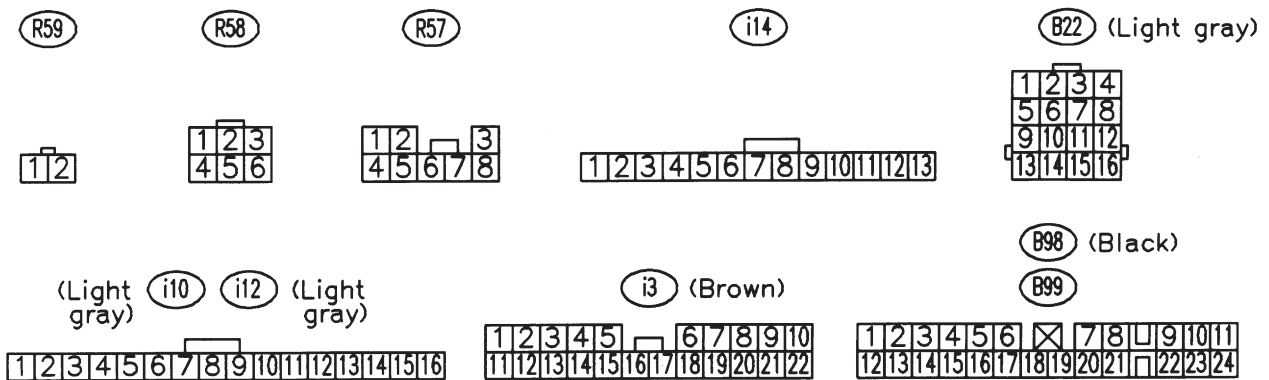 R59 R58 R57 i14 B22 (Light gray)
1 2 3 4
5 6 7 8
1 2 3 1 2 3 9 10 11 12
1 2 4 5 6 4 5 6 7 8 1 2 3 4 5 6 7 8 9 10 11 12 13 13 14 15 16
B98 (Black)
(Light gray) i10 i12 (Light gray) i3 (Brown) B99
1 2 3 4 5 6 7 8 9 10 1 2 3 4 5 6 7 8 9 10 11
1 2 3 4 5 6 7 8 9 10 11 12 13 14 15 16 11 12 13 14 15 16 17 18 19 20 21 22 12 13 14 15 16 17 18 19 20 21 22 23 24